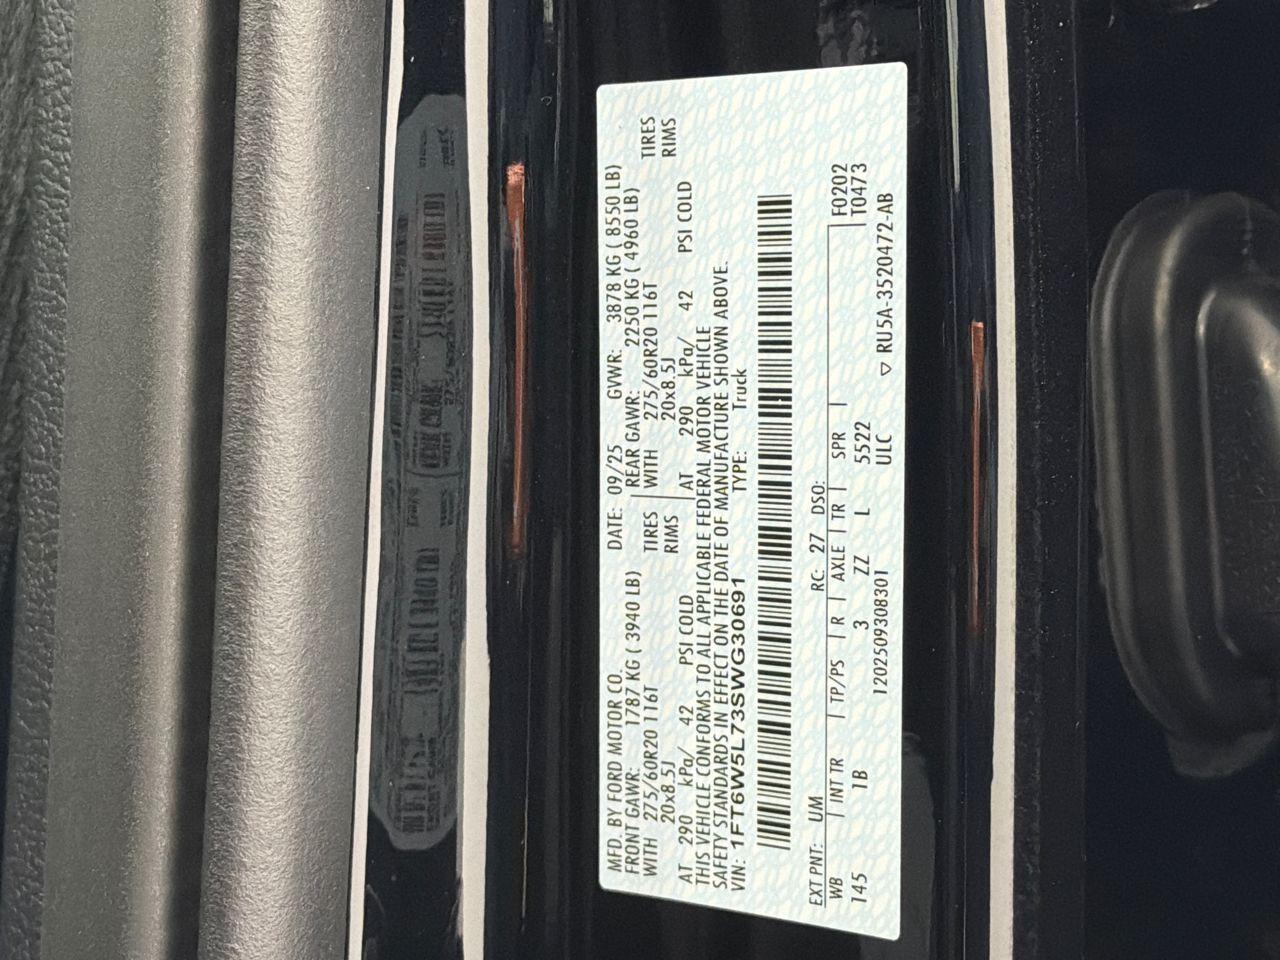 MFD. BY FORD MOTOR CO. DATE: 09/25 GVWR: 3878 KG ( 8550 LB)
FRONT GAWR: 1787 KG ( 3940 LB) REAR GAWR: 2250 KG ( 4960 LB)
WITH 275/60R20 116T TIRES WITH 275/60R20 116T TIRES
20x8.5J RIMS 20x8.5J RIMS
AT 290 kPa/ 42 PSI COLD AT 290 kPa/ 42 PSI COLD
THIS VEHICLE CONFORMS TO ALL APPLICABLE FEDERAL MOTOR VEHICLE
SAFETY STANDARDS IN EFFECT ON THE DATE OF MANUFACTURE SHOWN ABOVE.
VIN: 1FT6W5L73SWG30691 TYPE: Truck
EXT PNT: UM RC: 27 DSO:
WB INT TR TP/PS R AXLE TR SPR F0202
145 1B 3 ZZ L 5522 T0473
1202509308301 ULC ▽ RU5A-3520472-AB